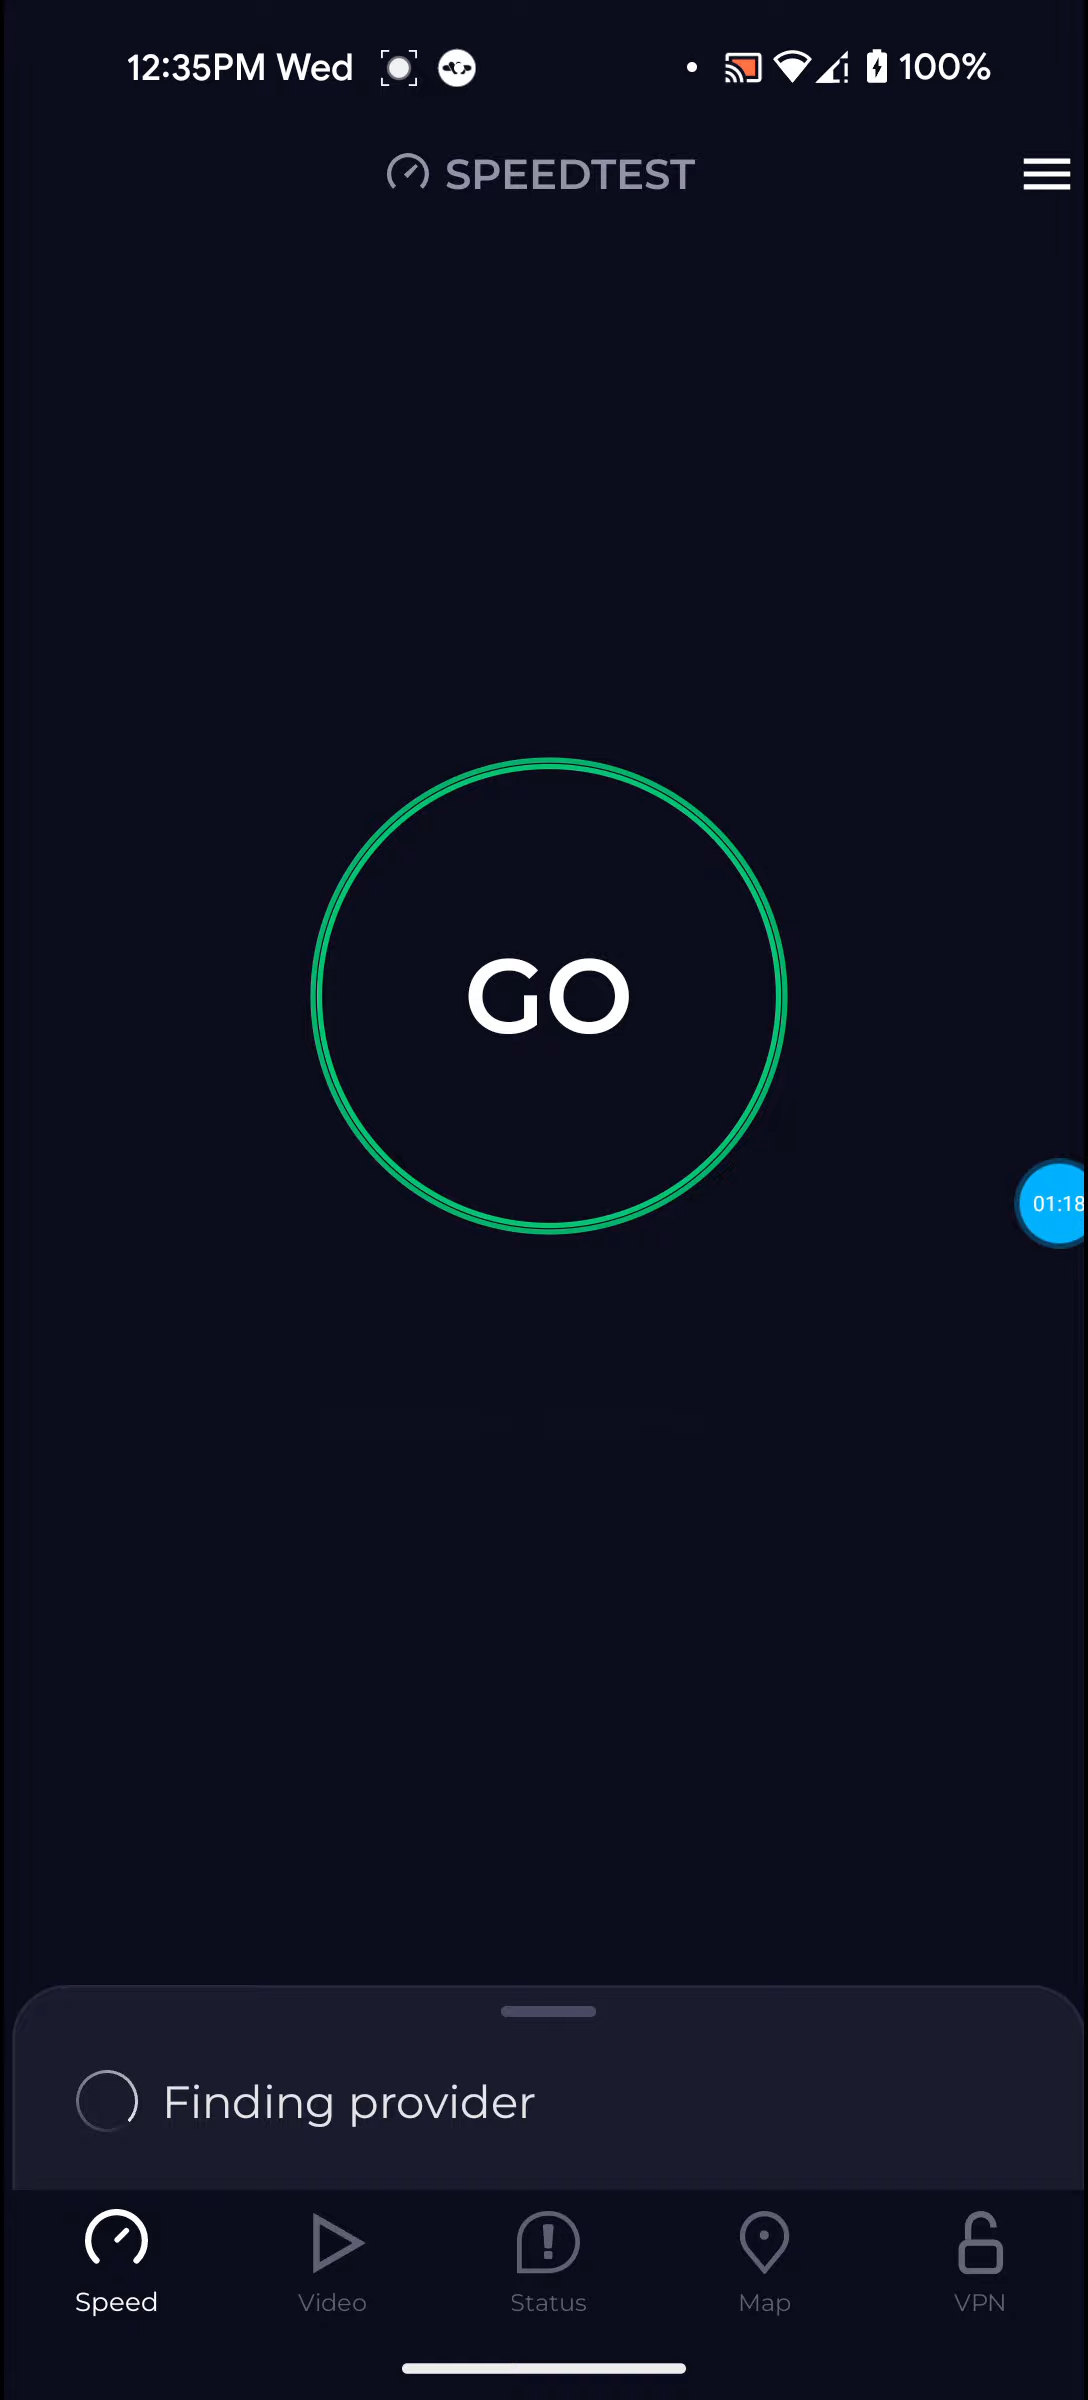 12:35PM Wed 100%
SPEEDTEST
GO
01:18
Finding provider
Speed Video Status Map VPN